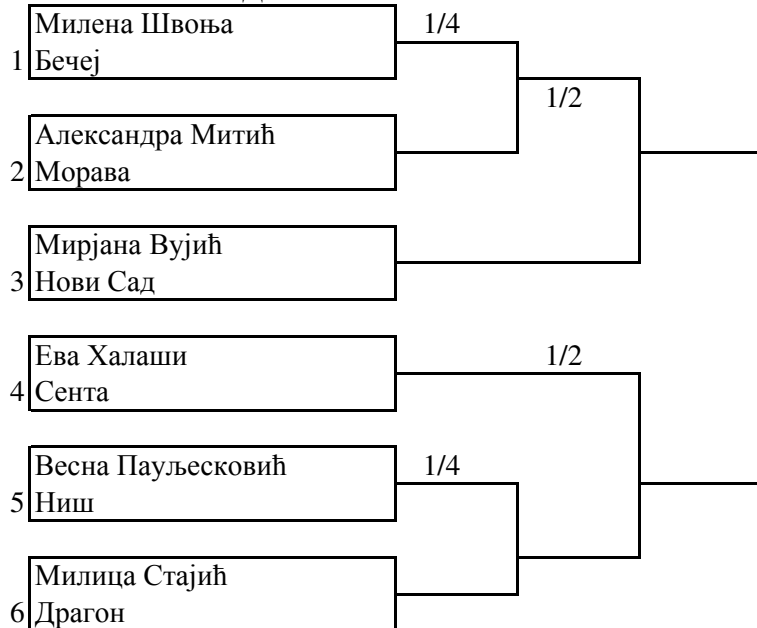 Милена Швоња
1/4
1 Бечеј
1/2
Александра Митић
2 Морава
Мирјана Вујић
3 Нови Сад
Ева Халаши
1/2
4 Сента
Весна Пауљесковић
1/4
5 Ниш
Милица Стајић
6 Драгон